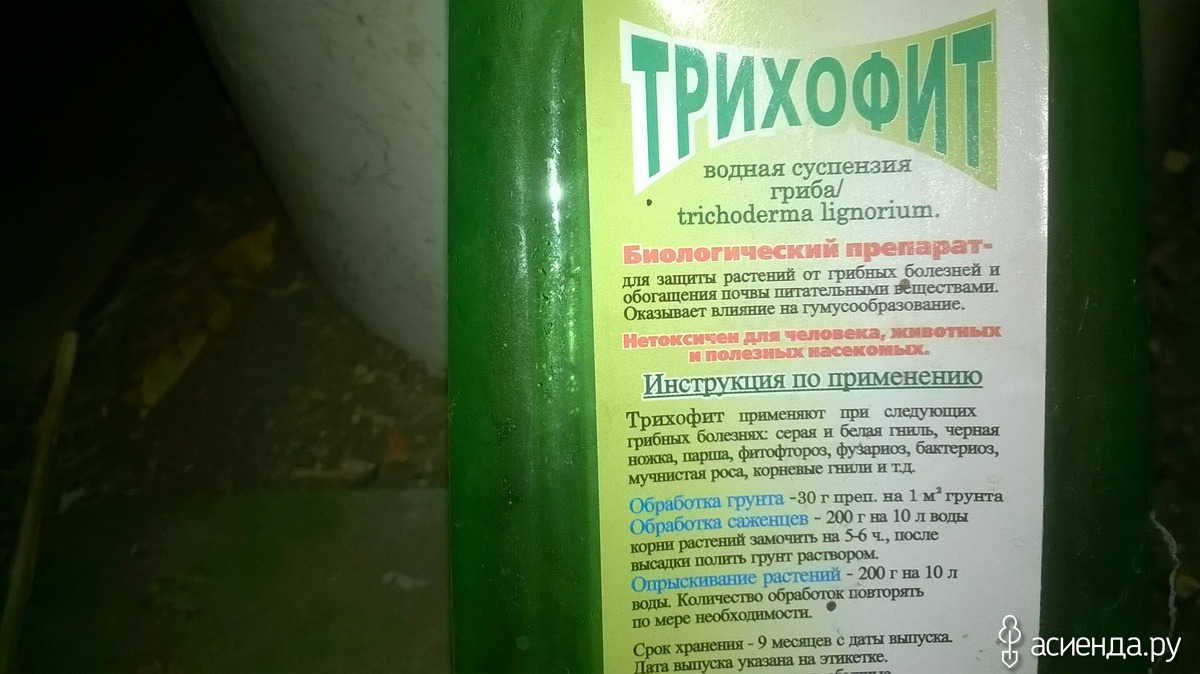 ТРИХОФИТ
водная суспензия
гриба/
trichoderma lignorium.
Биологический препарат-
для защиты растений от грибных болезней и
обогащения почвы питательными веществами.
Оказывает влияние на гумусообразование.
Нетоксичен для человека, животных
и полезных насекомых.
Инструкция по применению
Трихофит применяют при следующих
грибных болезнях: серая и белая гниль, черная
ножка, парша, фитофтороз, фузариоз, бактериоз,
мучнистая роса, корневые гнили и т.д.
Обработка грунта -30 г преп. на 1 м² грунта
Обработка саженцев - 200 г на 10 л воды
корни растений замочить на 5-6 ч., после
высадки полить грунт раствором.
Опрыскивание растений - 200 г на 10 л
воды. Количество обработок повторять
по мере необходимости.
Срок хранения - 9 месяцев с даты выпуска.
Дата выпуска указана на этикетке.
асиенда.ру